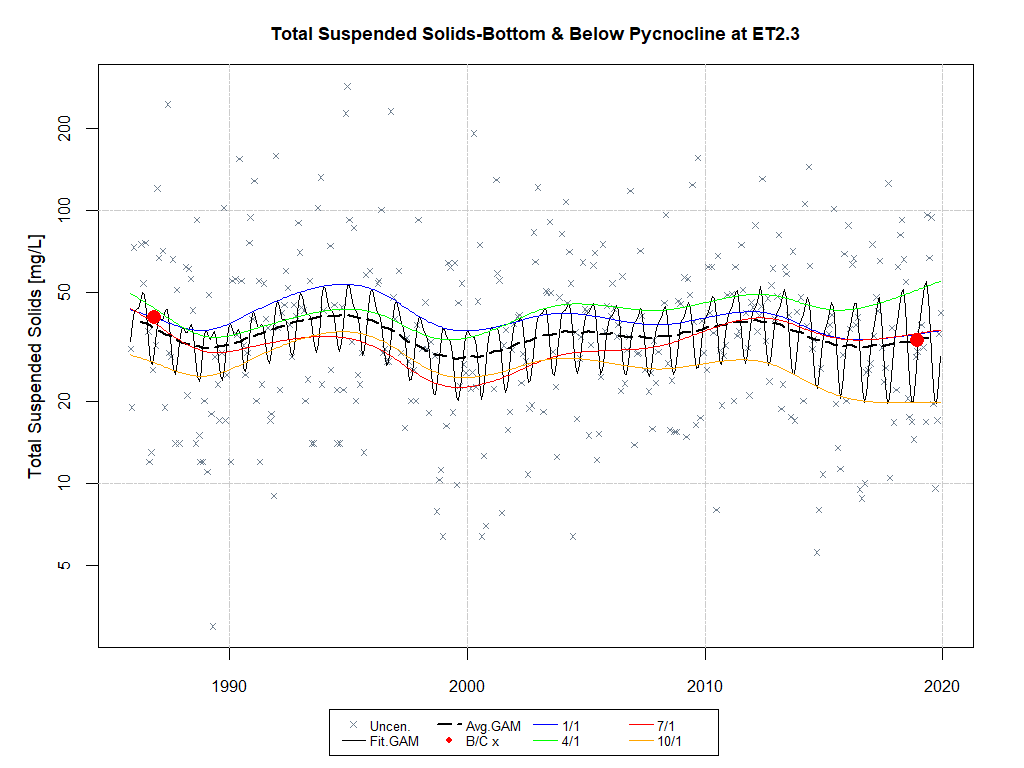 Total Suspended Solids-Bottom & Below Pycnocline at ET2.3
Total Suspended Solids [mg/L]
200
100
50
20
10
5
1990 2000 2010 2020
Uncen. Avg.GAM 1/1 7/1
Fit.GAM B/C x 4/1 10/1